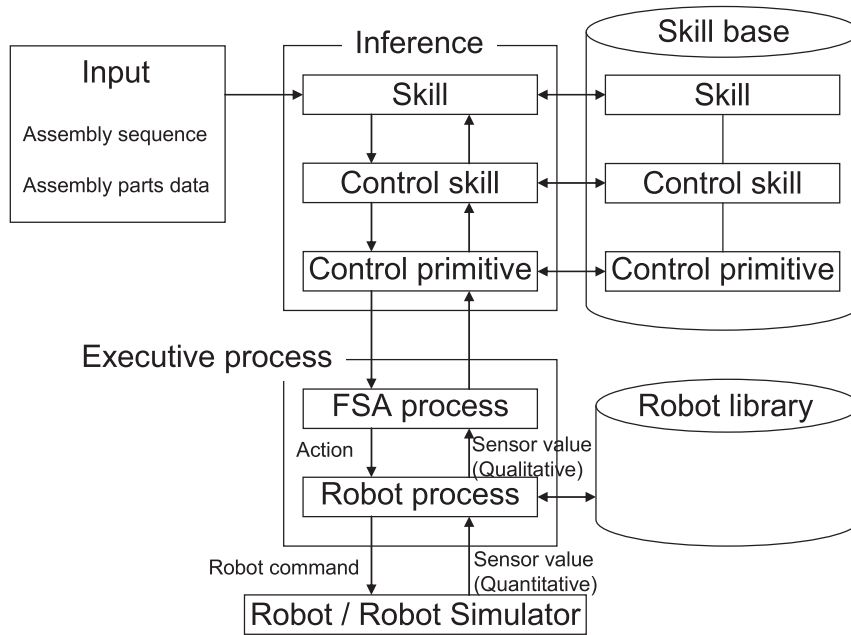 Inference
Skill base
Input
Skill
Skill
Assembly sequence
Assembly parts data
Control skill
Control skill
Control primitive
Control primitive
Executive process
FSA process
Robot library
Action
Sensor value
(Qualitative)
Robot process
Robot command
Sensor value
(Quantitative)
Robot / Robot Simulator